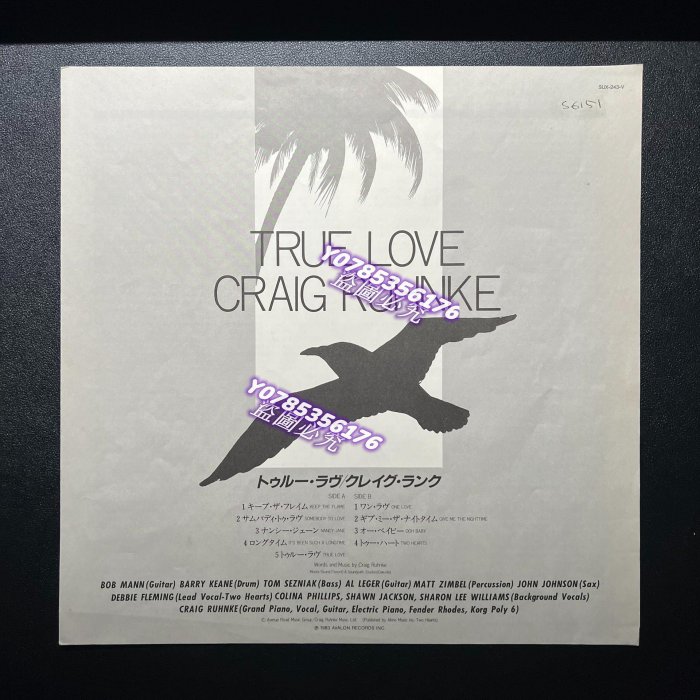 SUX-243-V
S6151
TRUE LOVE
CRAIG RUHNKE
Y0785356176
盜圖必究
Y0785356176
盜圖必究
トゥルー・ラヴ/クレイグ・ランク
SIDE A SIDE B
1 キープ・ザ・フレイム KEEP THE FLAME 1 ワン・ラヴ ONE LOVE
2 サムバディ・トゥ・ラヴ SOMEBODY TO LOVE 2 ギブ・ミー・ザ・ナイトタイム GIVE ME THE NIGHTTIME
3 ナンシー・ジェーン NANCY JANE 3 オー・ベイビー OOH BABY
4 ロングタイム IT'S BEEN SUCH A LONGTIME 4 トゥー・ハート TWO HEARTS
5 トゥルー・ラヴ TRUE LOVE
Words and Music by Craig Ruhnke
BOB MANN(Guitar) BARRY KEANE(Drum) TOM SEZNIAK(Bass) AL LEGER(Guitar) MATT ZIMBEL(Percussion) JOHN JOHNSON(Sax)
DEBBIE FLEMING(Lead Vocal-Two Hearts) COLINA PHILLIPS, SHAWN JACKSON, SHARON LEE WILLIAMS(Background Vocals)
CRAIG RUHNKE(Grand Piano, Vocal, Guitar, Electric Piano, Fender Rhodes, Korg Poly 6)
Ⓟ 1983 AVALON RECORDS INC.